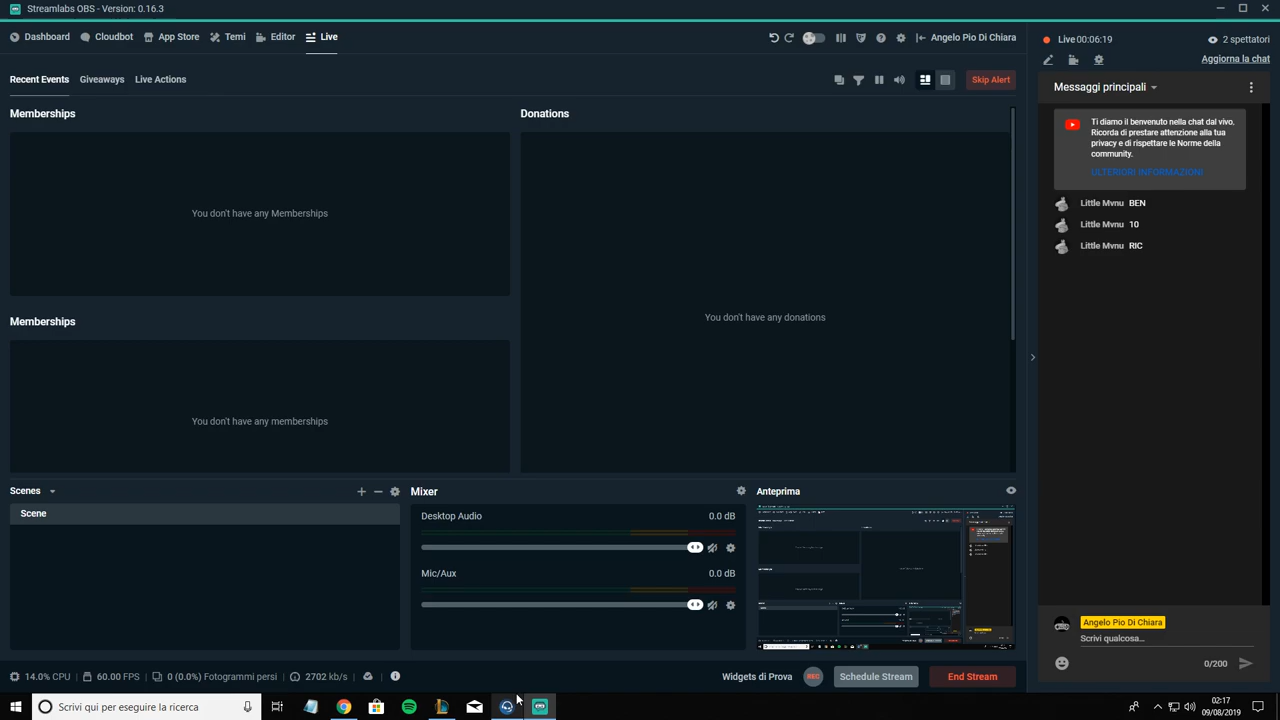 Streamlabs OBS - Version: 0.16.3
Dashboard
Cloudbot
App Store
Temi
Editor
Live
Angelo Pio Di Chiara
Recent Events
Giveaways
Live Actions
Skip Alert
Memberships
You don't have any Memberships
Donations
You don't have any donations
Memberships
You don't have any memberships
Scenes
Scene
Mixer
Desktop Audio
0.0 dB
Mic/Aux
0.0 dB
Anteprima
14.0% CPU
60.00 FPS
0 (0.0%) Fotogrammi persi
2702 kb/s
Widgets di Prova
REC
Schedule Stream
End Stream
Live 00:06:19
2 spettatori
Aggiorna la chat
Messaggi principali
Ti diamo il benvenuto nella chat dal vivo.
Ricorda di prestare attenzione alla tua
privacy e di rispettare le Norme della
community.
ULTERIORI INFORMAZIONI
Little Mvnu BEN
Little Mvnu 10
Little Mvnu RIC
Angelo Pio Di Chiara
Scrivi qualcosa...
0/200
Scrivi qui per eseguire la ricerca
02:17
09/08/2019